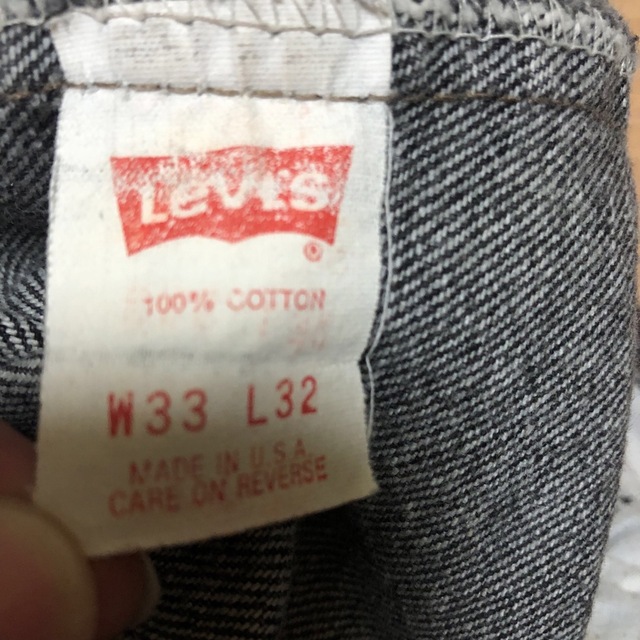 Levi's
®
100% COTTON
W33 L32
MADE IN U.S.A.
CARE ON REVERSE